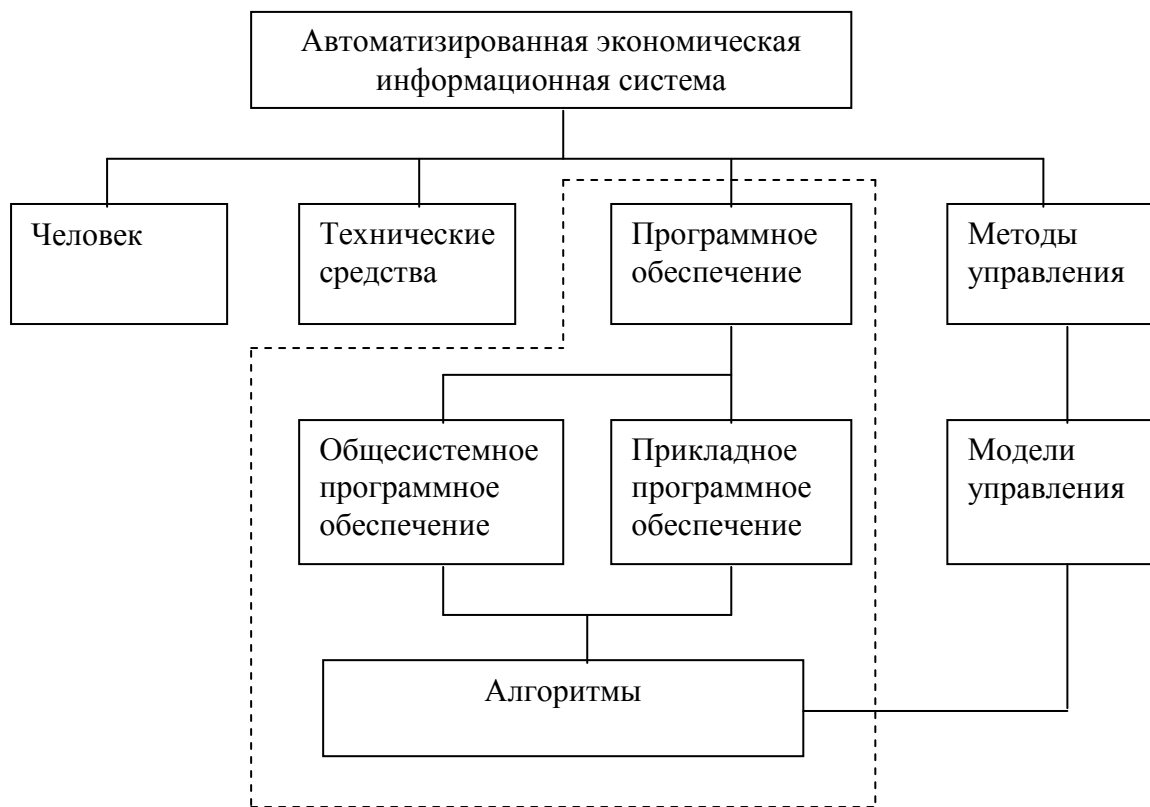 Автоматизированная экономическая
информационная система
Человек
Технические
средства
Программное
обеспечение
Методы
управления
Общесистемное
программное
обеспечение
Прикладное
программное
обеспечение
Модели
управления
Алгоритмы